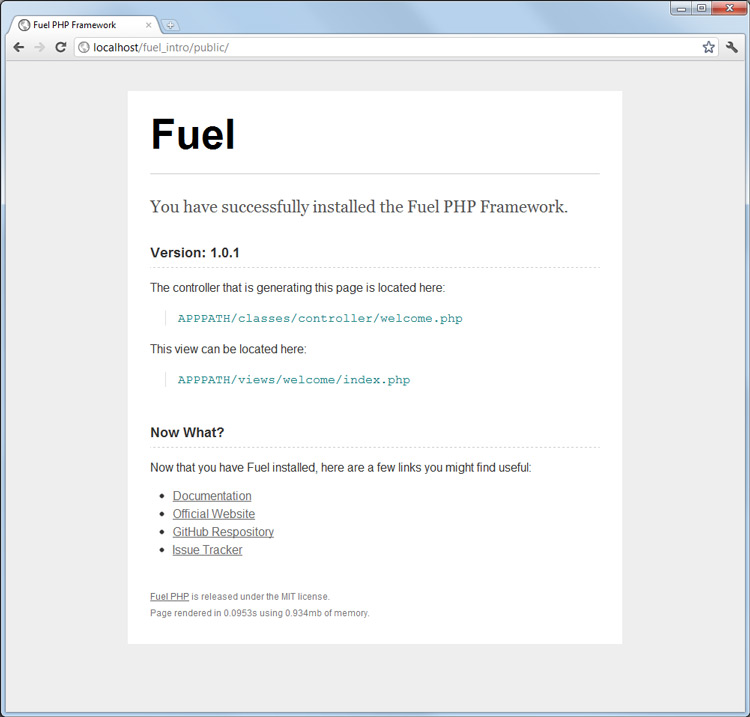 Fuel PHP Framework
localhost/fuel_intro/public/
Fuel
You have successfully installed the Fuel PHP Framework.
Version: 1.0.1
The controller that is generating this page is located here:
APPPATH/classes/controller/welcome.php
This view can be located here:
APPPATH/views/welcome/index.php
Now What?
Now that you have Fuel installed, here are a few links you might find useful:
Documentation
Official Website
GitHub Respository
Issue Tracker
Fuel PHP is released under the MIT license.
Page rendered in 0.0953s using 0.934mb of memory.